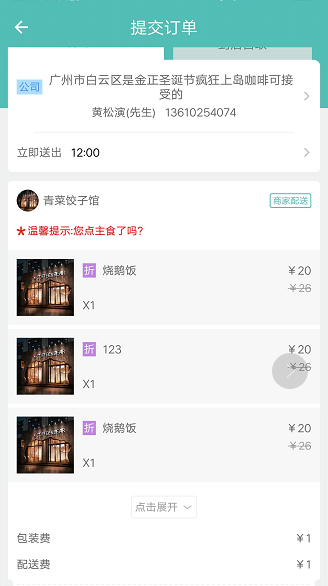 提交订单
到店自取
公司 广州市白云区是金正圣诞节疯狂上岛咖啡可接
受的
黄松演(先生) 13610254074
立即送出 12:00
青菜饺子馆 商家配送
*温馨提示:您点主食了吗?
折 烧鹅饭 ¥20
¥26
X1
折 123 ¥20
¥26
X1
折 烧鹅饭 ¥20
¥26
X1
点击展开
包装费 ¥1
配送费 ¥1